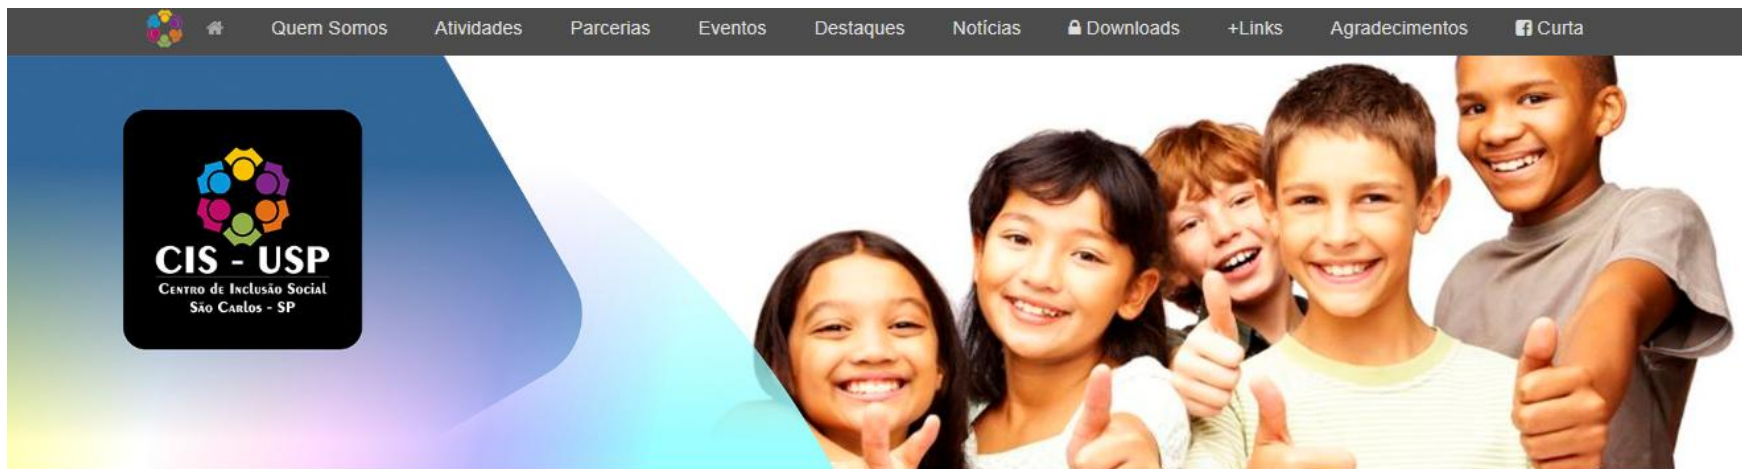 Quem Somos Atividades Parcerias Eventos Destaques Notícias Downloads +Links Agradecimentos Curta
CIS - USP
Centro de Inclusão Social
São Carlos - SP